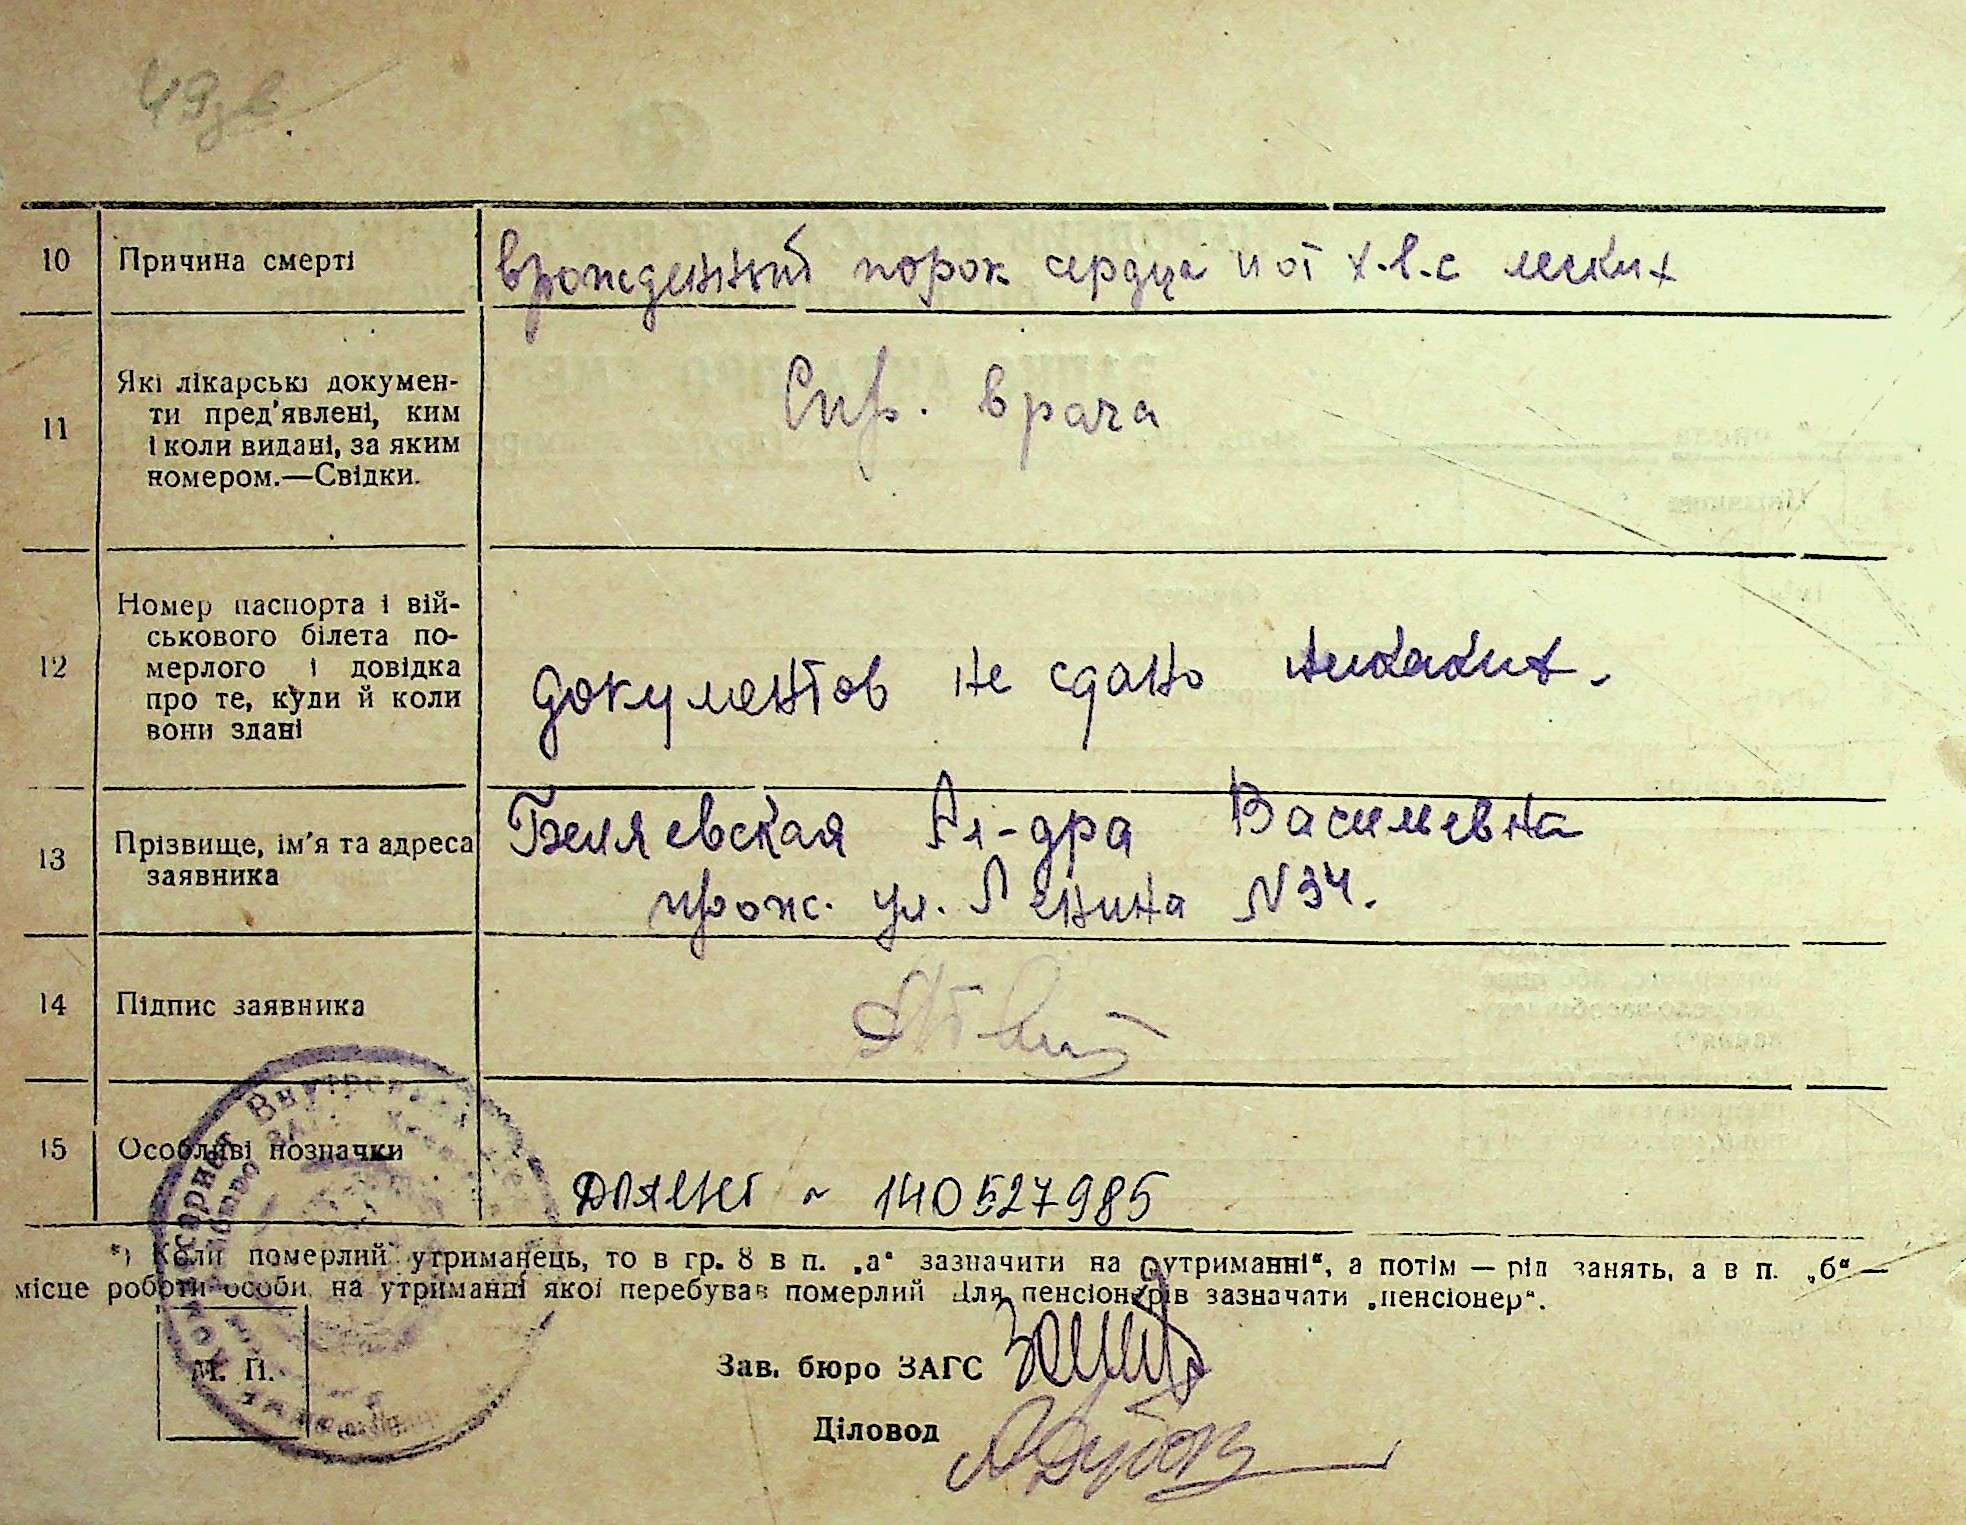 10 Причина смерті врожденный порок сердца и от х.в.с легких
11 Які лікарські докумен-
ти пред'явлені, ким
і коли видані, за яким
номером.—Свідки.
Спр. врача
12 Номер паспорта і вій-
ськового білета по-
мерлого і довідка
про те, куди й коли
вони здані
документов не сдано никаких.
13 Прізвище, ім'я та адреса
заявника
Беляевская Ал-дра Васильевна
прож. ул. Ленина N 34.
14 Підпис заявника
15 Особливі позначки
140527985
*) Коли померлий утриманець, то в гр. 8 в п. „а“ зазначити на „утриманні“, а потім — рід занять, а в п. „б“ —
місце роботи особи, на утриманні якої перебував померлий Для пенсіонерів зазначати „пенсіонер“.
М. П.
Зав. бюро ЗАГС
Діловод